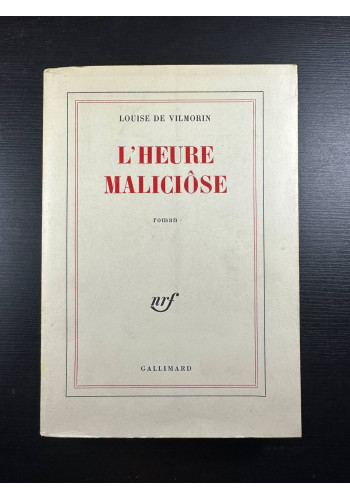 LOUISE DE VILMORIN
L'HEURE
MALICIÔSE
roman
nrf
GALLIMARD